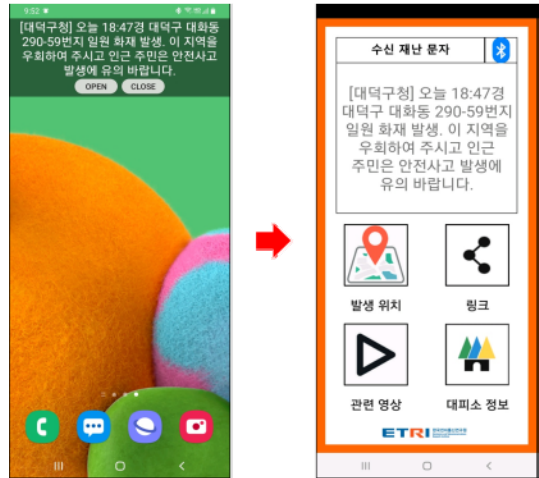 9:52
[대덕구청] 오늘 18:47경 대덕구 대화동
290-59번지 일원 화재 발생. 이 지역을
우회하여 주시고 인근 주민은 안전사고
발생에 유의 바랍니다.
OPEN CLOSE
수신 재난 문자
[대덕구청] 오늘 18:47경
대덕구 대화동 290-59번지
일원 화재 발생. 이 지역을
우회하여 주시고 인근
주민은 안전사고 발생에
유의 바랍니다.
발생 위치 링크
관련 영상 대피소 정보
ETRI